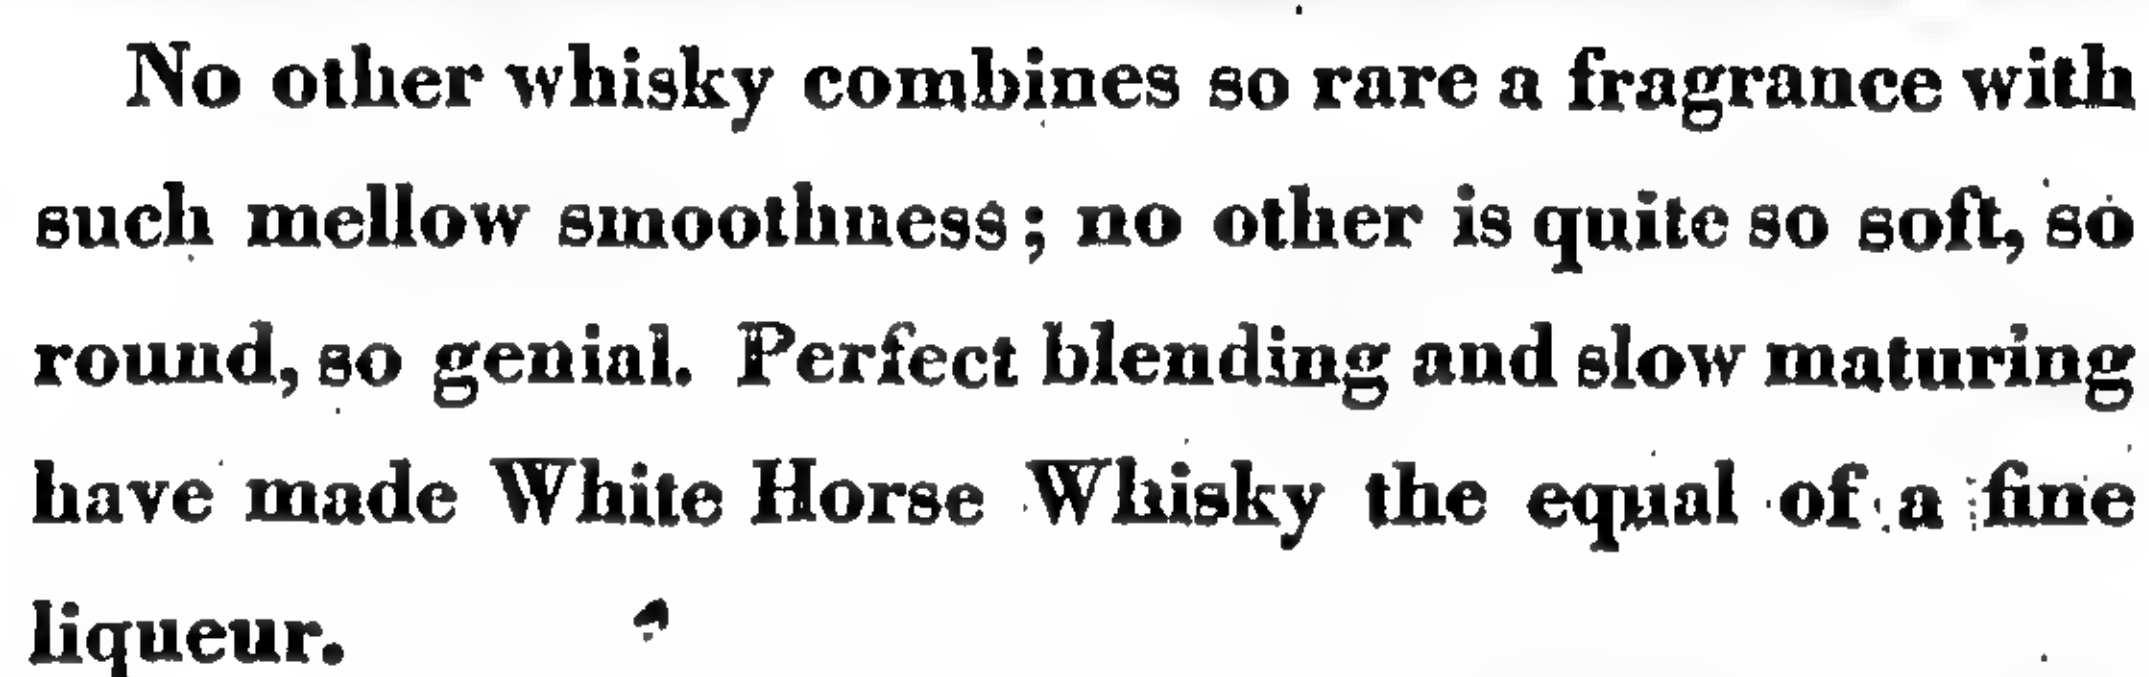 No other whisky combines so rare a fragrance with
such mellow smoothness; no other is quite so soft, so
round, so genial. Perfect blending and slow maturing
have made White Horse Whisky the equal of a fine
liqueur.